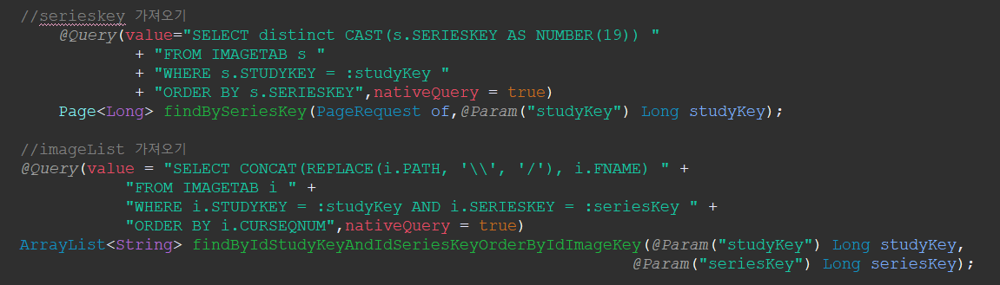 //serieskey 가져오기
@Query(value="SELECT distinct CAST(s.SERIESKEY AS NUMBER(19)) "
+ "FROM IMAGETAB s "
+ "WHERE s.STUDYKEY = :studyKey "
+ "ORDER BY s.SERIESKEY",nativeQuery = true)
Page<Long> findBySeriesKey(PageRequest of,@Param("studyKey") Long studyKey);
//imageList 가져오기
@Query(value = "SELECT CONCAT(REPLACE(i.PATH, '\\', '/'), i.FNAME) " +
"FROM IMAGETAB i " +
"WHERE i.STUDYKEY = :studyKey AND i.SERIESKEY = :seriesKey " +
"ORDER BY i.CURSEQNUM",nativeQuery = true)
ArrayList<String> findByIdStudyKeyAndIdSeriesKeyOrderByIdImageKey(@Param("studyKey") Long studyKey,
@Param("seriesKey") Long seriesKey);